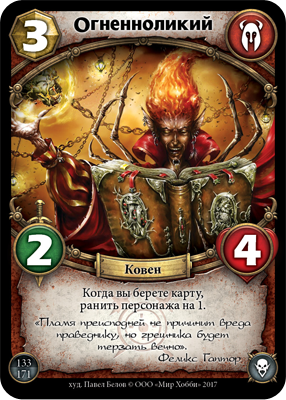 3
Огненноликий
2
4
Ковен
Когда вы берете карту,
ранить персонажа на 1.
«Пламя преисподней не причинит вреда
праведнику, но грешника будет
терзать вечно».
Феликс Гаптор
133
171
худ. Павел Белов © ООО «Мир Хобби» 2017